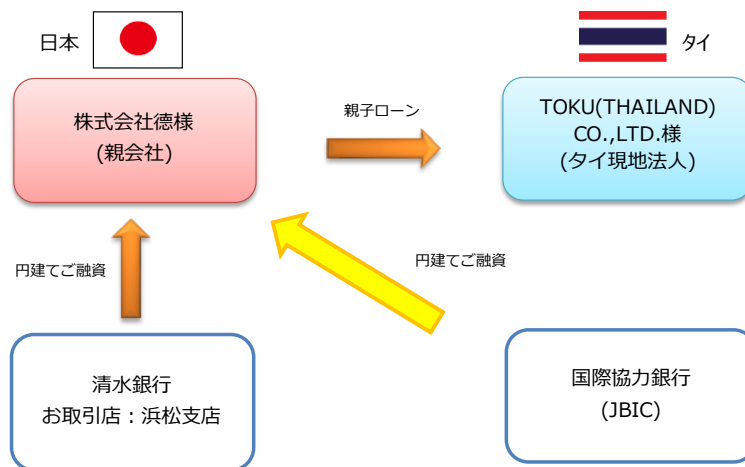 日本
タイ
株式会社徳様
(親会社)
親子ローン
TOKU(THAILAND)
CO.,LTD.様
(タイ現地法人)
円建てご融資
円建てご融資
清水銀行
お取引店：浜松支店
国際協力銀行
(JBIC)